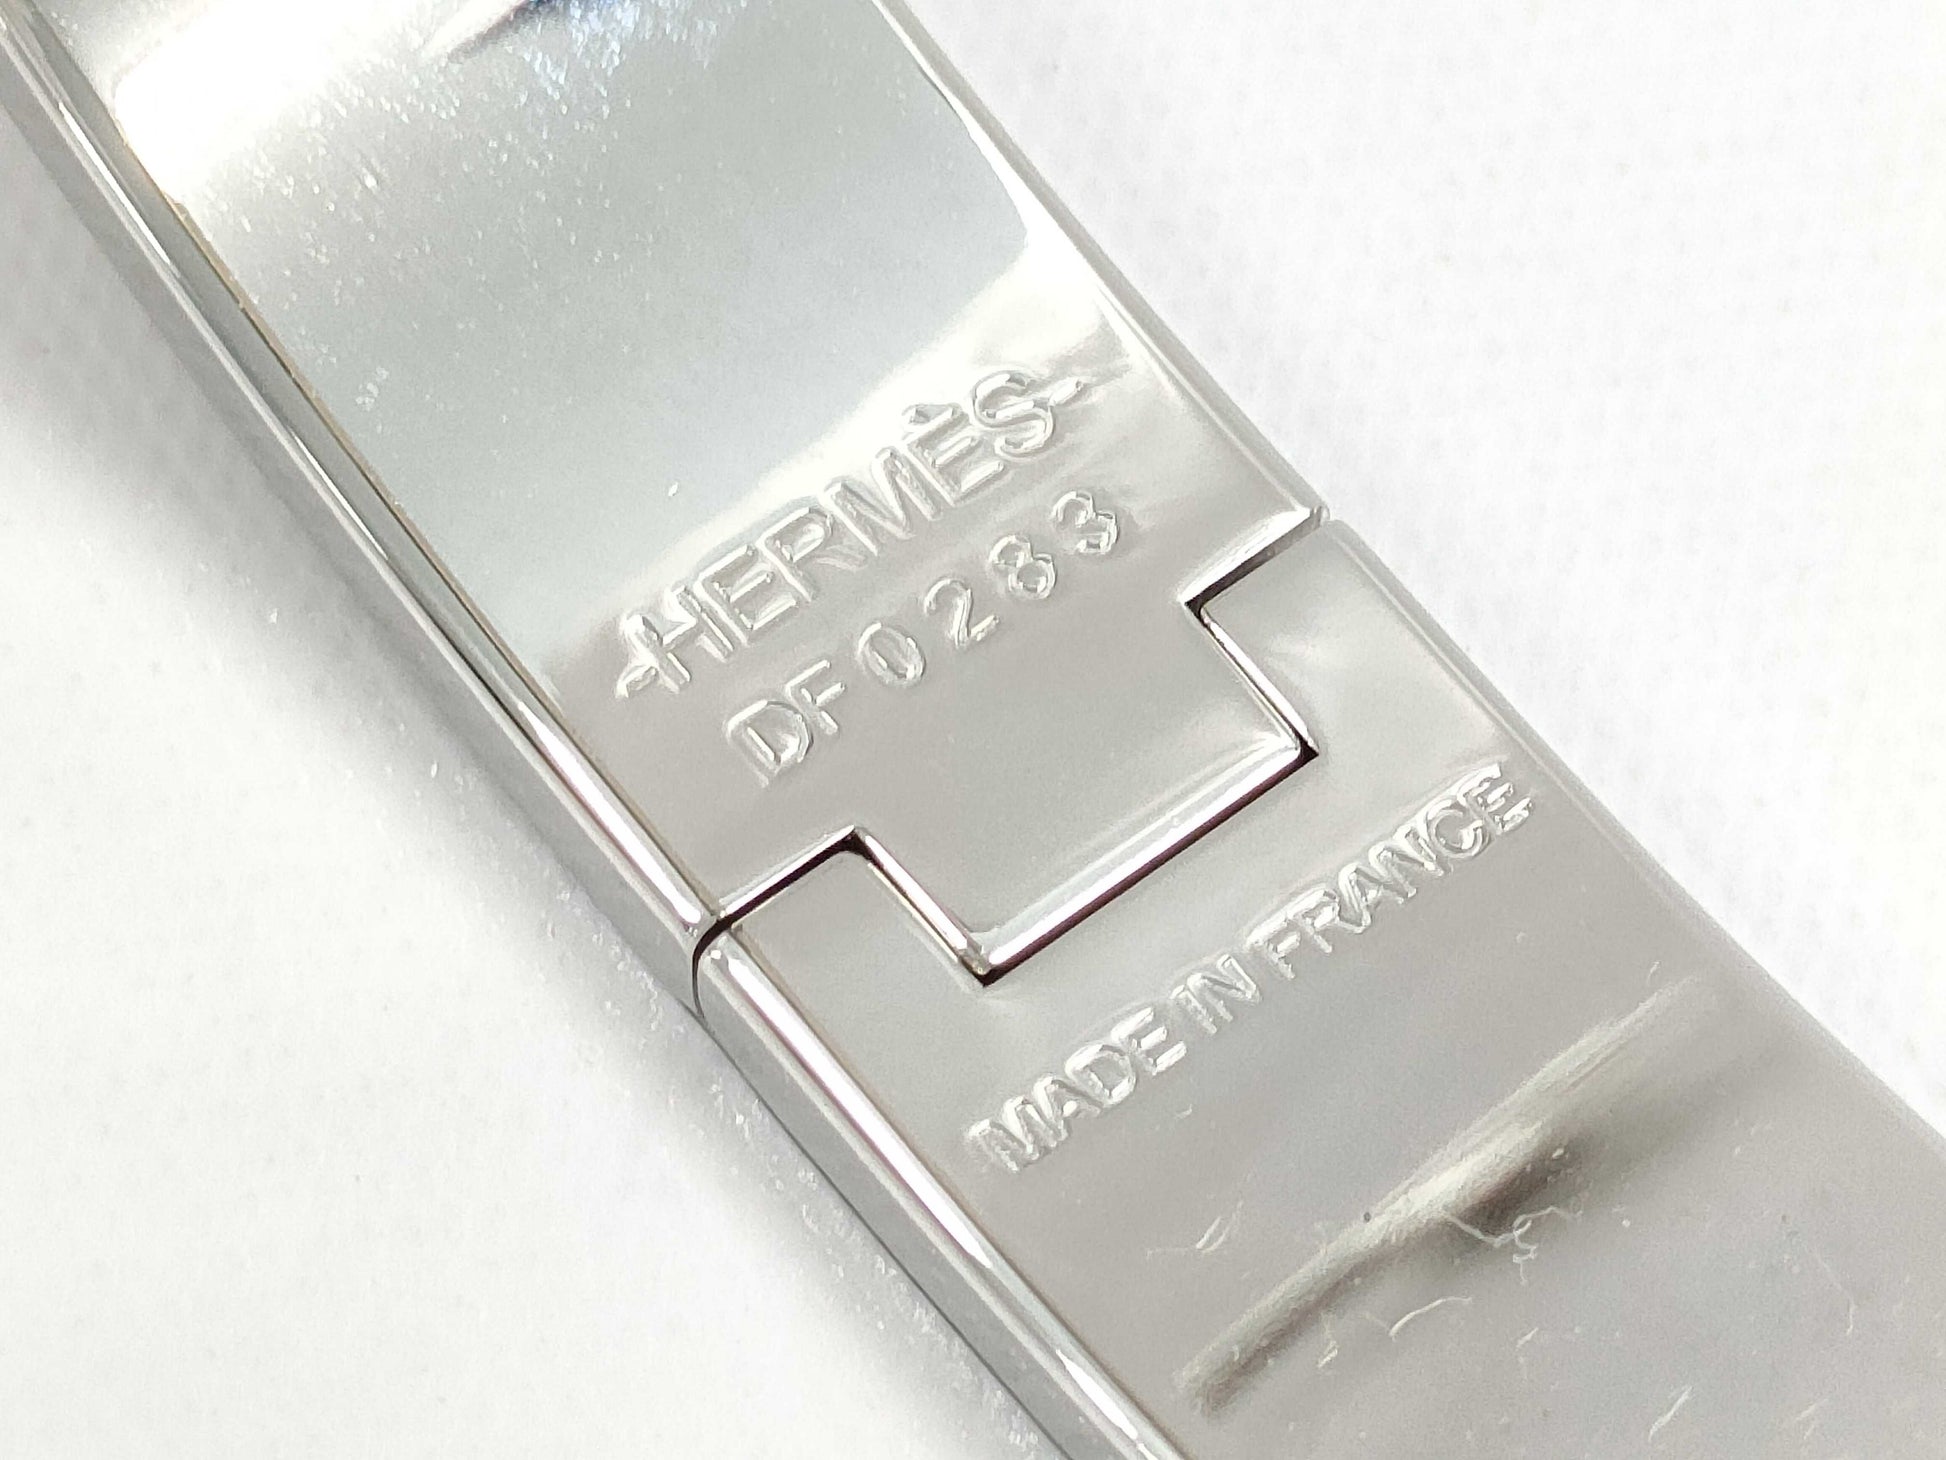 -HERMÈS-
DF0283
MADE IN FRANCE